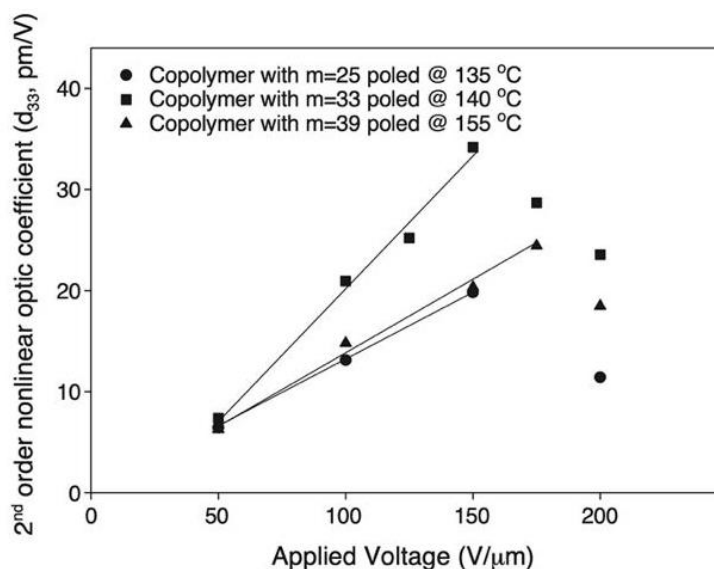 2nd order nonlinear optic coefficient (d33, pm/V)
● Copolymer with m=25 poled @ 135 °C
■ Copolymer with m=33 poled @ 140 °C
▲ Copolymer with m=39 poled @ 155 °C
40
30
20
10
0
0 50 100 150 200
Applied Voltage (V/μm)